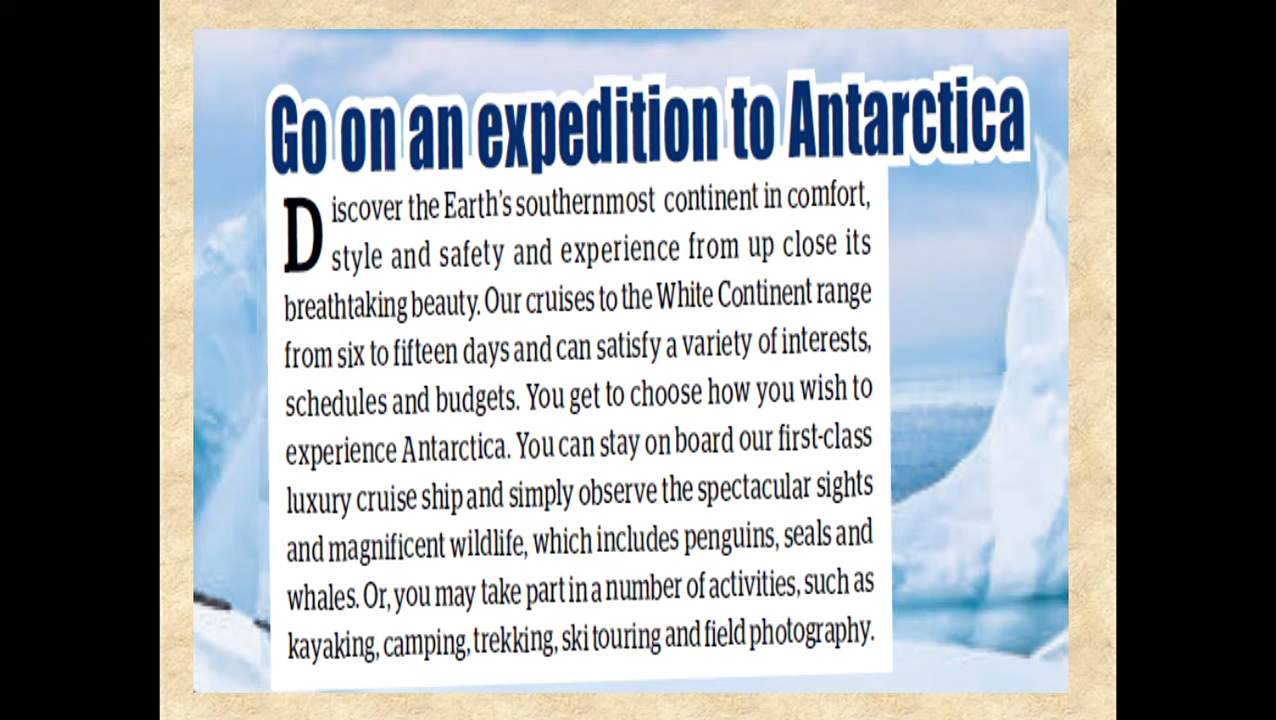 Go on an expedition to Antarctica
Discover the Earth's southernmost continent in comfort,
style and safety and experience from up close its
breathtaking beauty. Our cruises to the White Continent range
from six to fifteen days and can satisfy a variety of interests,
schedules and budgets. You get to choose how you wish to
experience Antarctica. You can stay on board our first-class
luxury cruise ship and simply observe the spectacular sights
and magnificent wildlife, which includes penguins, seals and
whales. Or, you may take part in a number of activities, such as
kayaking, camping, trekking, ski touring and field photography.